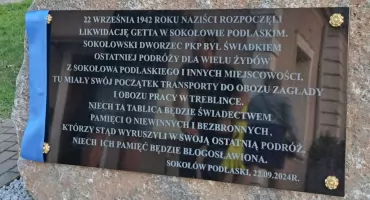 22 WRZEŚNIA 1942 ROKU NAZIŚCI ROZPOCZĘLI
LIKWIDACJĘ GETTA W SOKOŁOWIE PODLASKIM.
SOKOŁOWSKI DWORZEC PKP BYŁ ŚWIADKIEM
OSTATNIEJ PODRÓŻY DLA WIELU ŻYDÓW
Z SOKOŁOWA PODLASKIEGO I INNYCH MIEJSCOWOŚCI.
TU MIAŁY SWÓJ POCZĄTEK TRANSPORTY DO OBOZU ZAGŁADY
I OBOZU PRACY W TREBLINCE.
NIECH TA TABLICA BĘDZIE ŚWIADECTWEM
PAMIĘCI O NIEWINNYCH I BEZBRONNYCH,
KTÓRZY STĄD WYRUSZYLI W SWOJĄ OSTATNIĄ PODRÓŻ.
NIECH ICH PAMIĘĆ BĘDZIE BŁOGOSŁAWIONA.
SOKOŁÓW PODLASKI, 22.09.2024R.